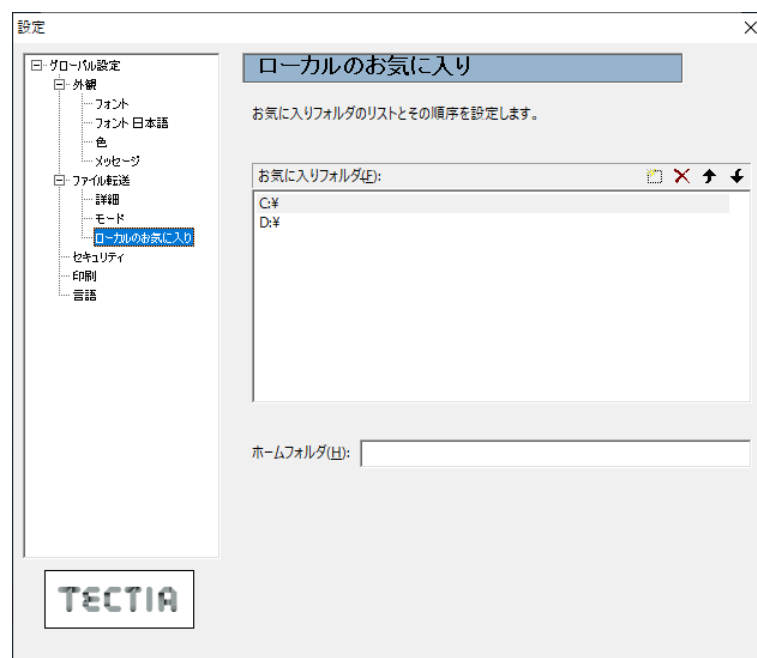 設定
グローバル設定
外観
フォント
フォント 日本語
色
メッセージ
ファイル転送
詳細
モード
ローカルのお気に入り
セキュリティ
印刷
言語
TECTIA
ローカルのお気に入り
お気に入りフォルダのリストとその順序を設定します。
お気に入りフォルダ(F):
C:¥
D:¥
ホームフォルダ(H):